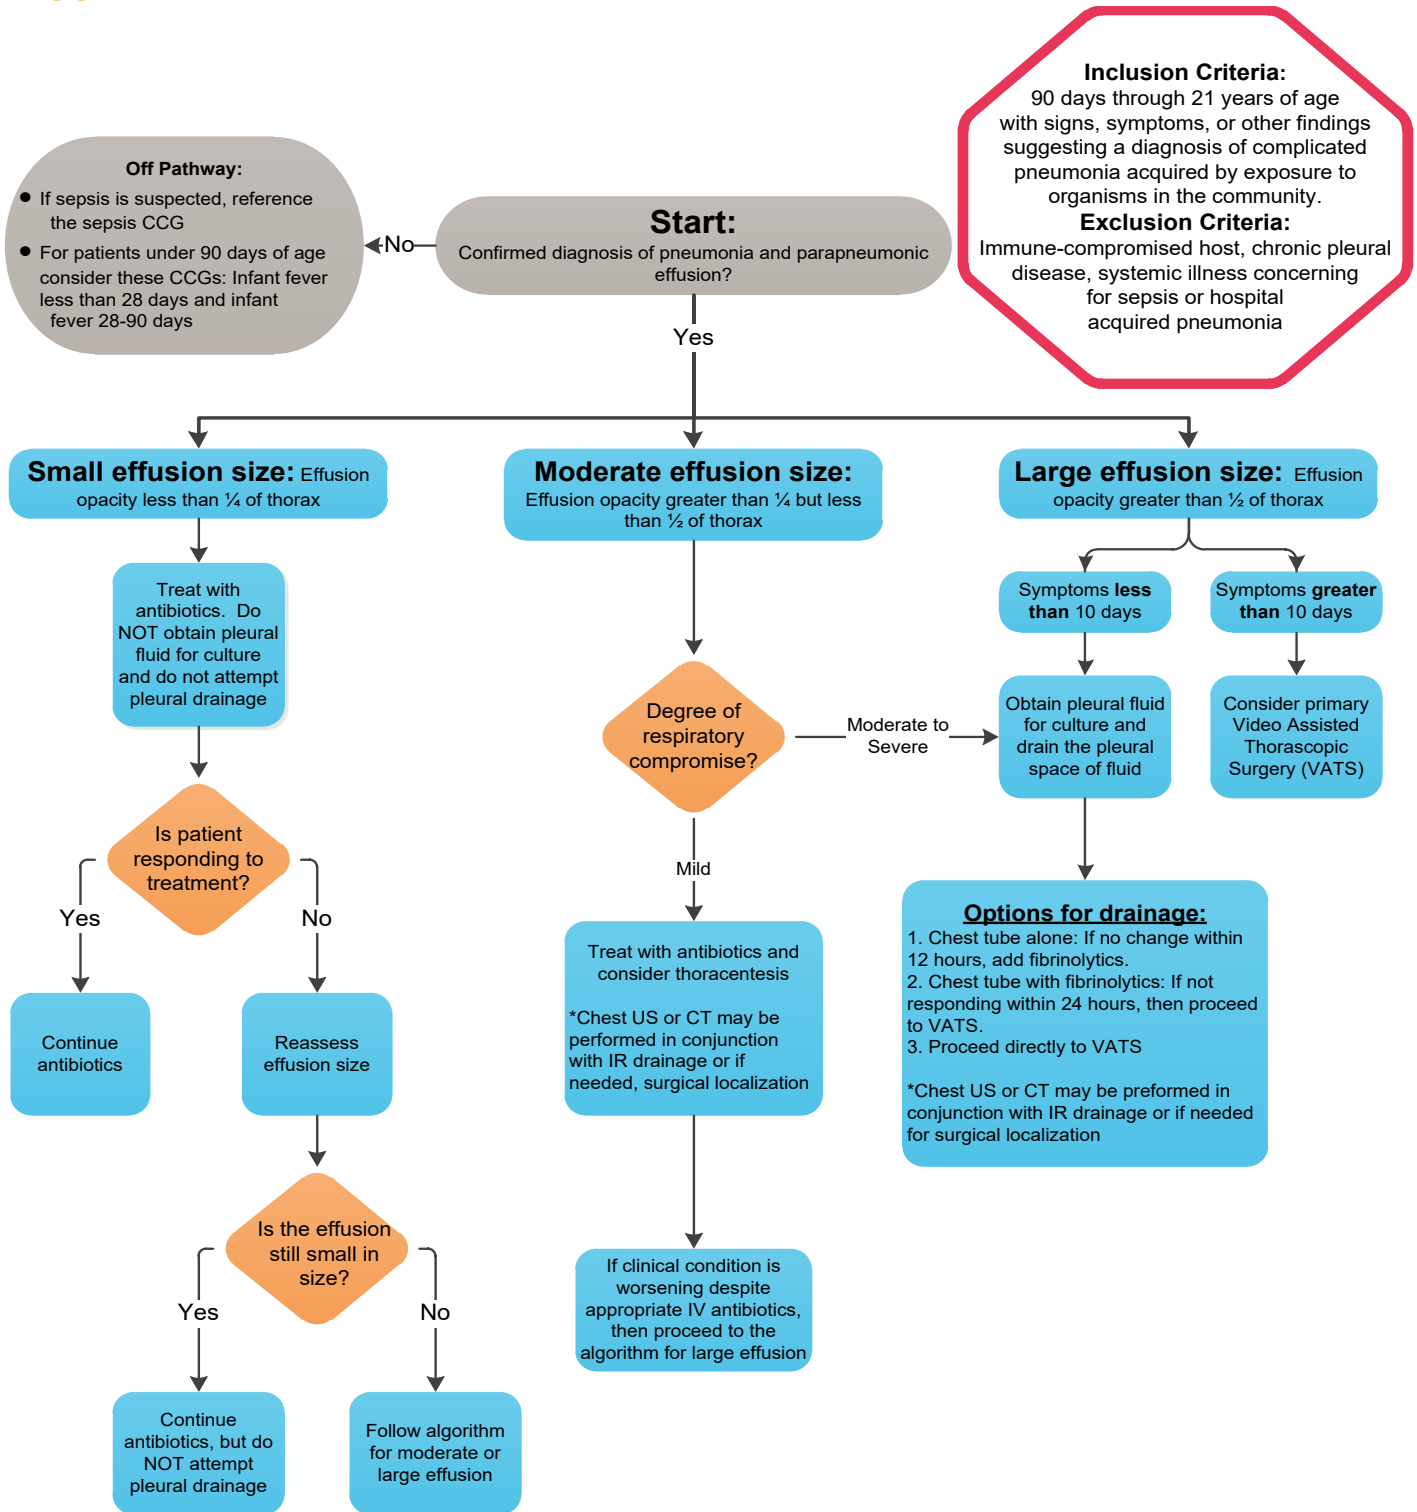 Inclusion Criteria:
90 days through 21 years of age
with signs, symptoms, or other findings
suggesting a diagnosis of complicated
pneumonia acquired by exposure to
organisms in the community.
Exclusion Criteria:
Immune-compromised host, chronic pleural
disease, systemic illness concerning
for sepsis or hospital
acquired pneumonia
Off Pathway:
● If sepsis is suspected, reference
the sepsis CCG
● For patients under 90 days of age
consider these CCGs: Infant fever
less than 28 days and infant
fever 28-90 days
No
Start:
Confirmed diagnosis of pneumonia and parapneumonic
effusion?
Yes
Small effusion size: Effusion
opacity less than ¼ of thorax
Treat with
antibiotics. Do
NOT obtain pleural
fluid for culture
and do not attempt
pleural drainage
Is patient
responding to
treatment?
Yes
No
Continue
antibiotics
Reassess
effusion size
Is the effusion
still small in
size?
Yes
No
Continue
antibiotics, but do
NOT attempt
pleural drainage
Follow algorithm
for moderate or
large effusion
Moderate effusion size:
Effusion opacity greater than ¼ but less
than ½ of thorax
Degree of
respiratory
compromise?
Moderate to
Severe
Mild
Treat with antibiotics and
consider thoracentesis
*Chest US or CT may be
performed in conjunction
with IR drainage or if
needed, surgical localization
If clinical condition is
worsening despite
appropriate IV antibiotics,
then proceed to the
algorithm for large effusion
Large effusion size: Effusion
opacity greater than ½ of thorax
Symptoms less
than 10 days
Symptoms greater
than 10 days
Obtain pleural fluid
for culture and
drain the pleural
space of fluid
Consider primary
Video Assisted
Thorascopic
Surgery (VATS)
Options for drainage:
1. Chest tube alone: If no change within
12 hours, add fibrinolytics.
2. Chest tube with fibrinolytics: If not
responding within 24 hours, then proceed
to VATS.
3. Proceed directly to VATS
*Chest US or CT may be preformed in
conjunction with IR drainage or if needed
for surgical localization